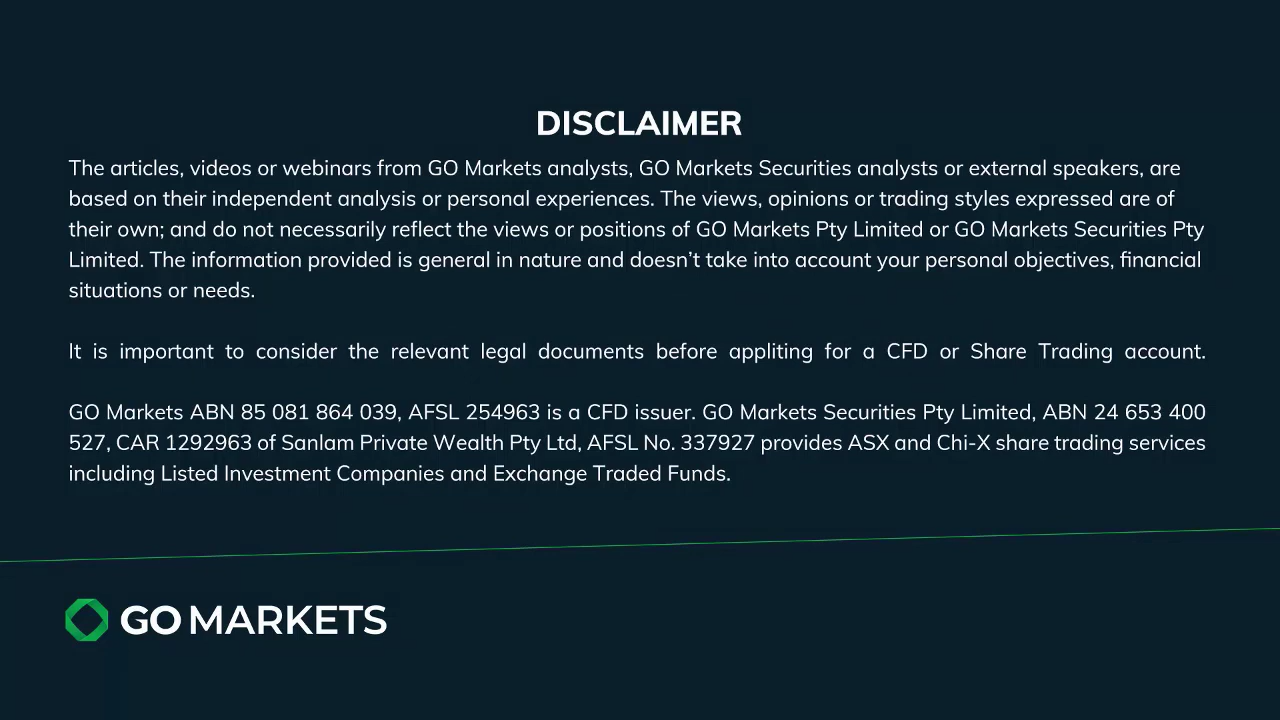 DISCLAIMER
The articles, videos or webinars from GO Markets analysts, GO Markets Securities analysts or external speakers, are
based on their independent analysis or personal experiences. The views, opinions or trading styles expressed are of
their own; and do not necessarily reflect the views or positions of GO Markets Pty Limited or GO Markets Securities Pty
Limited. The information provided is general in nature and doesn't take into account your personal objectives, financial
situations or needs.
It is important to consider the relevant legal documents before appliting for a CFD or Share Trading account.
GO Markets ABN 85 081 864 039, AFSL 254963 is a CFD issuer. GO Markets Securities Pty Limited, ABN 24 653 400
527, CAR 1292963 of Sanlam Private Wealth Pty Ltd, AFSL No. 337927 provides ASX and Chi-X share trading services
including Listed Investment Companies and Exchange Traded Funds.
GO MARKETS